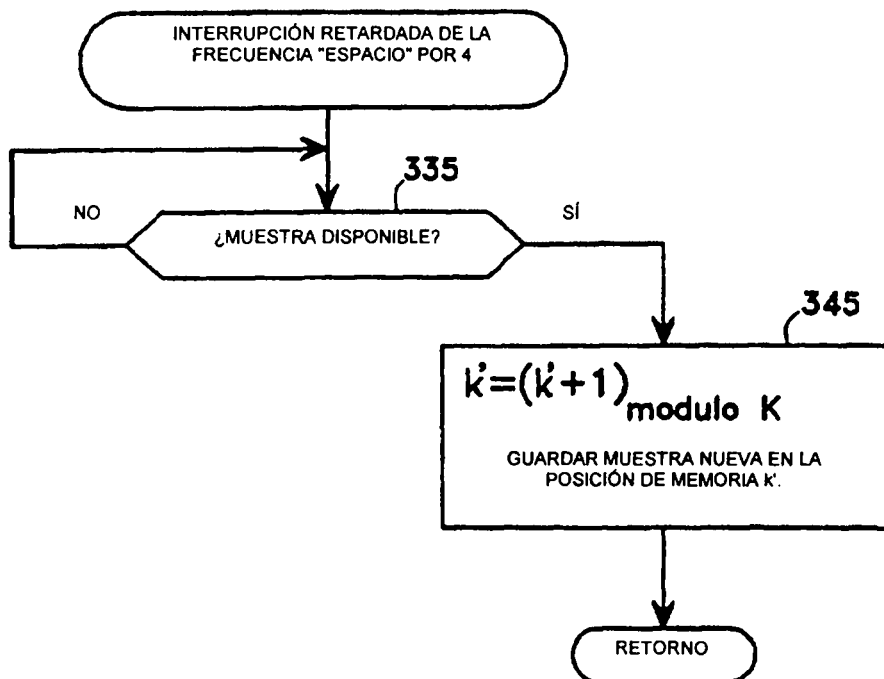 INTERRUPCIÓN RETARDADA DE LA
FRECUENCIA "ESPACIO" POR 4
335
NO
¿MUESTRA DISPONIBLE?
SÍ
345
k'=(k'+1) modulo K
GUARDAR MUESTRA NUEVA EN LA
POSICIÓN DE MEMORIA k'.
RETORNO